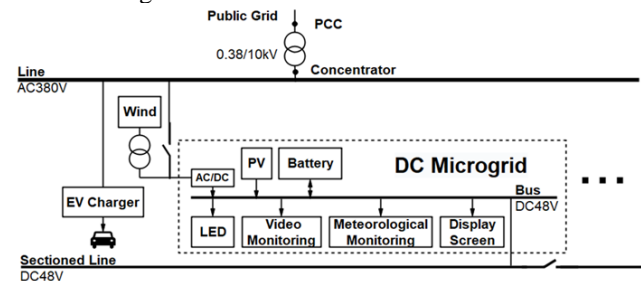 Public Grid
PCC
0.38/10kV
Concentrator
Line
AC380V
Wind
AC/DC
PV
Battery
DC Microgrid
...
Bus
DC48V
EV Charger
LED
Video
Monitoring
Meteorological
Monitoring
Display
Screen
Sectioned Line
DC48V